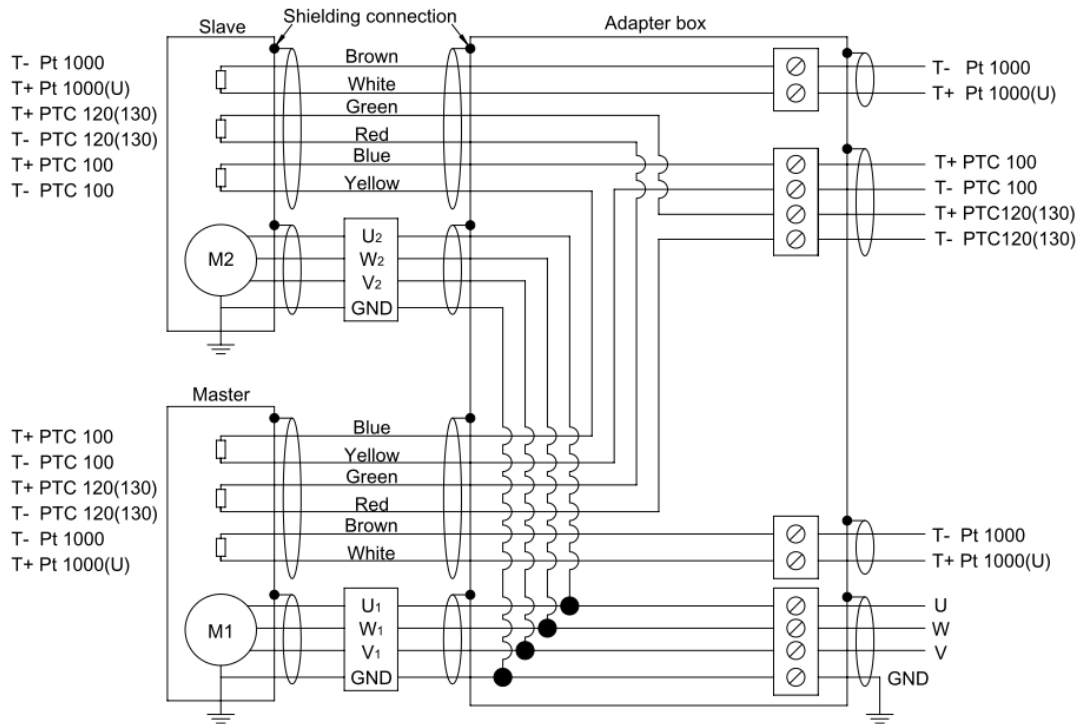 Shielding connection
Slave
Adapter box
T- Pt 1000
T+ Pt 1000(U)
T+ PTC 120(130)
T- PTC 120(130)
T+ PTC 100
T- PTC 100
Brown
White
Green
Red
Blue
Yellow
M2
U2
W2
V2
GND
T- Pt 1000
T+ Pt 1000(U)
T+ PTC 100
T- PTC 100
T+ PTC120(130)
T- PTC120(130)
Master
T+ PTC 100
T- PTC 100
T+ PTC 120(130)
T- PTC 120(130)
T- Pt 1000
T+ Pt 1000(U)
Blue
Yellow
Green
Red
Brown
White
M1
U1
W1
V1
GND
T- Pt 1000
T+ Pt 1000(U)
U
W
V
GND